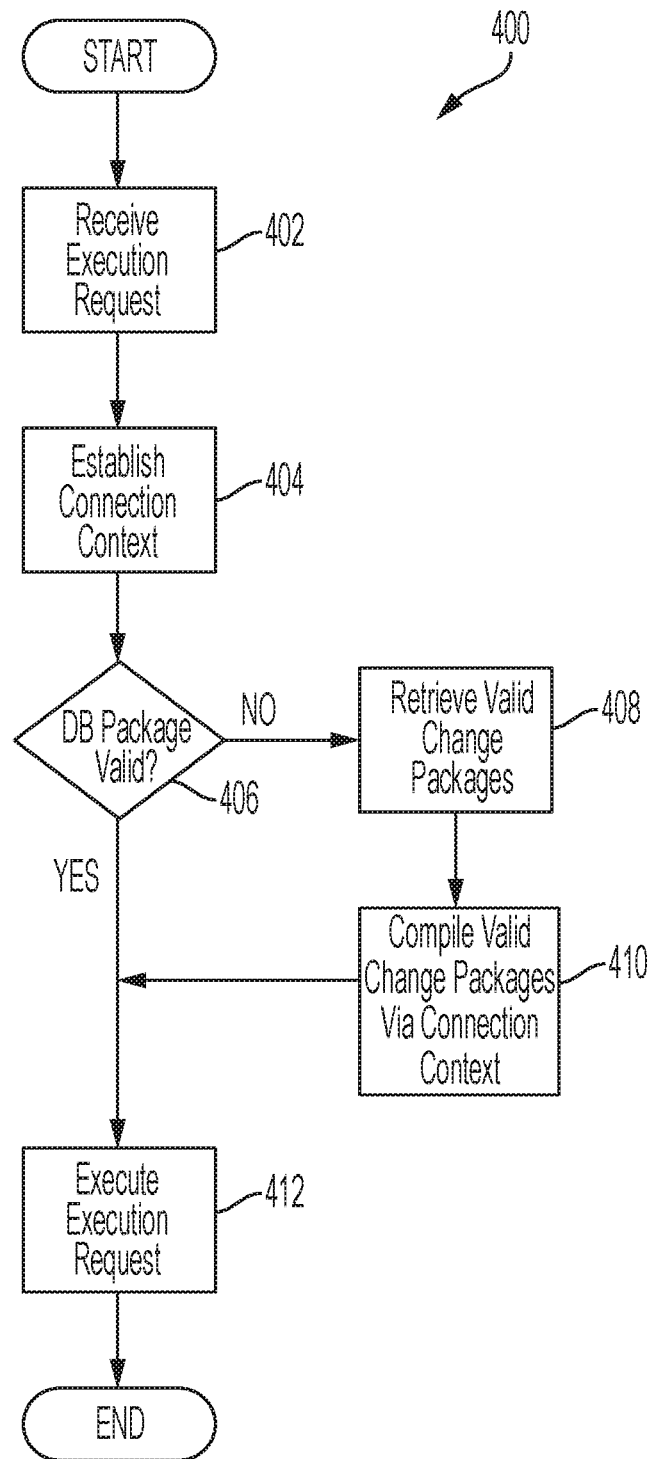 START
400
Receive
Execution
Request
402
Establish
Connection
Context
404
DB Package
Valid?
406
NO
YES
Retrieve Valid
Change
Packages
408
Compile Valid
Change Packages
Via Connection
Context
410
Execute
Execution
Request
412
END